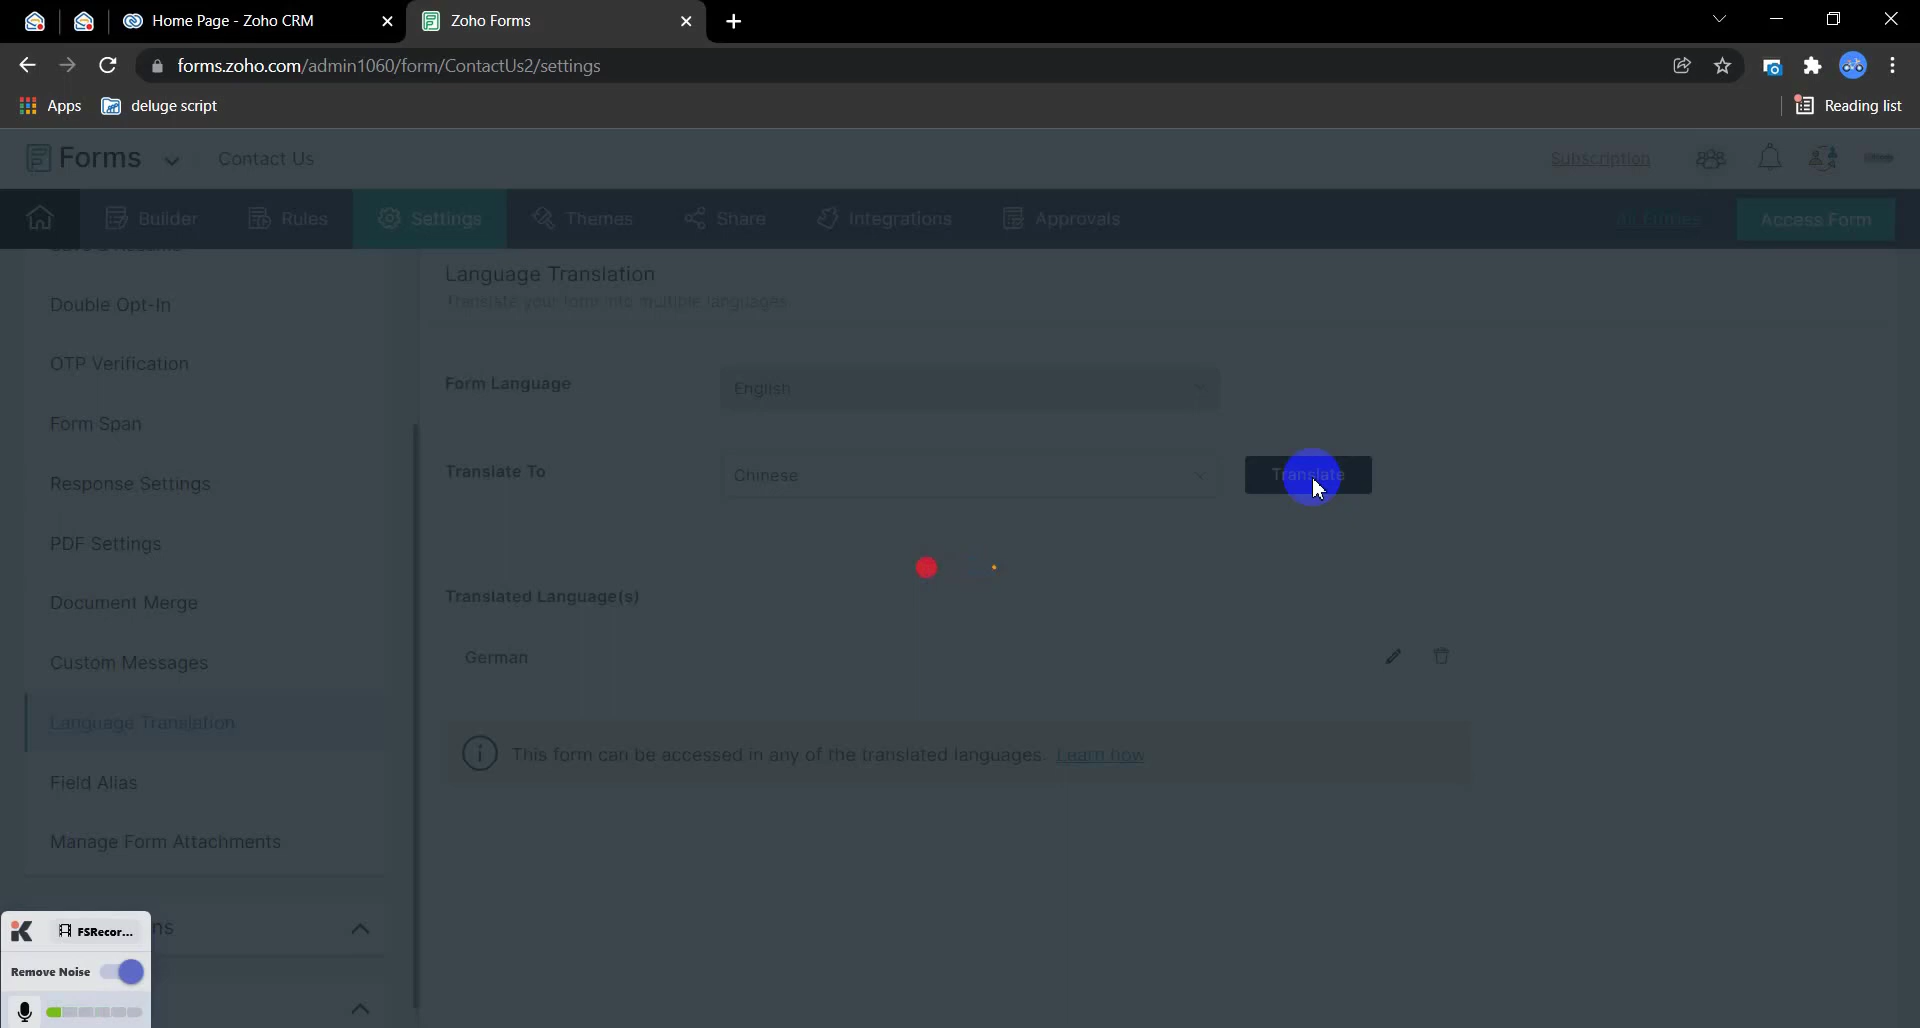 Home Page - Zoho CRM
Zoho Forms
forms.zoho.com/admin1060/form/ContactUs2/settings
Apps
deluge script
Reading list
Forms
Contact Us
Subscription
Builder
Rules
Settings
Themes
Share
Integrations
Approvals
All Entries
Access Form
Double Opt-In
OTP Verification
Form Span
Response Settings
PDF Settings
Document Merge
Custom Messages
Language Translation
Field Alias
Manage Form Attachments
Language Translation
Translate your form into multiple languages
Form Language
English
Translate To
Chinese
Translate
Translated Language(s)
German
This form can be accessed in any of the translated languages. Learn how
ns
FSRecor...
Remove Noise